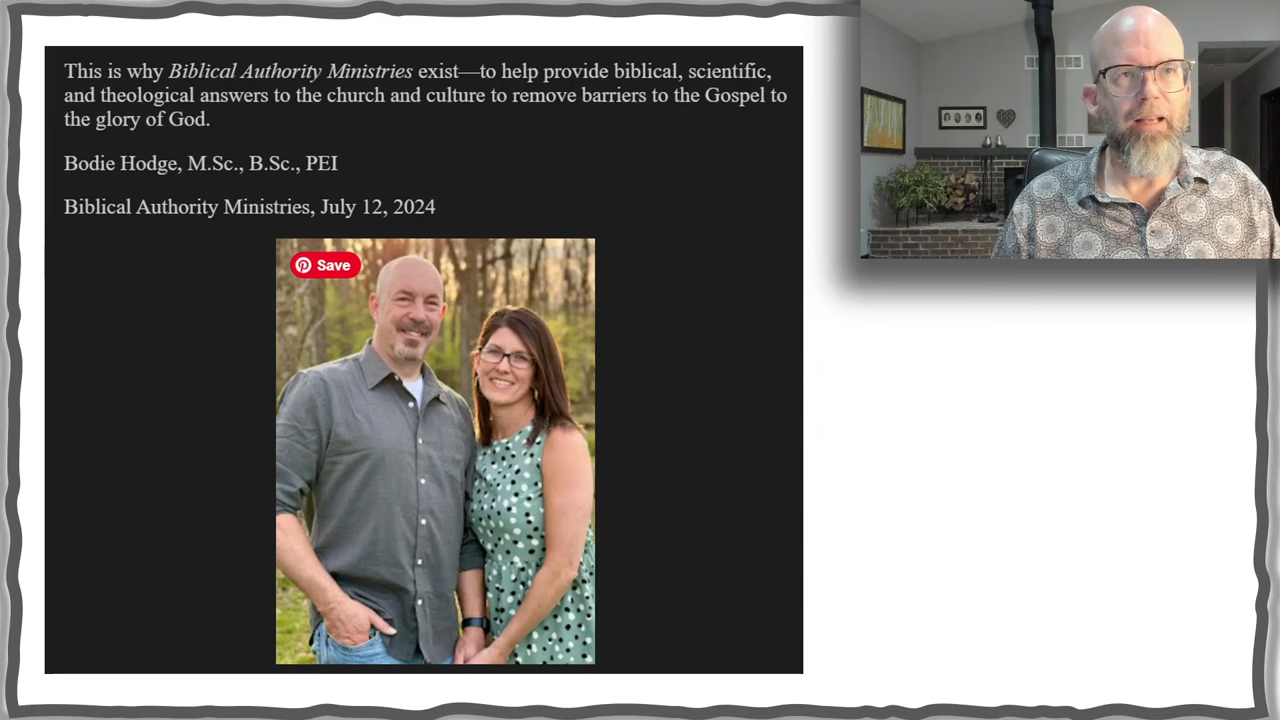 This is why Biblical Authority Ministries exist—to help provide biblical, scientific,
and theological answers to the church and culture to remove barriers to the Gospel to
the glory of God.
Bodie Hodge, M.Sc., B.Sc., PEI
Biblical Authority Ministries, July 12, 2024
Save